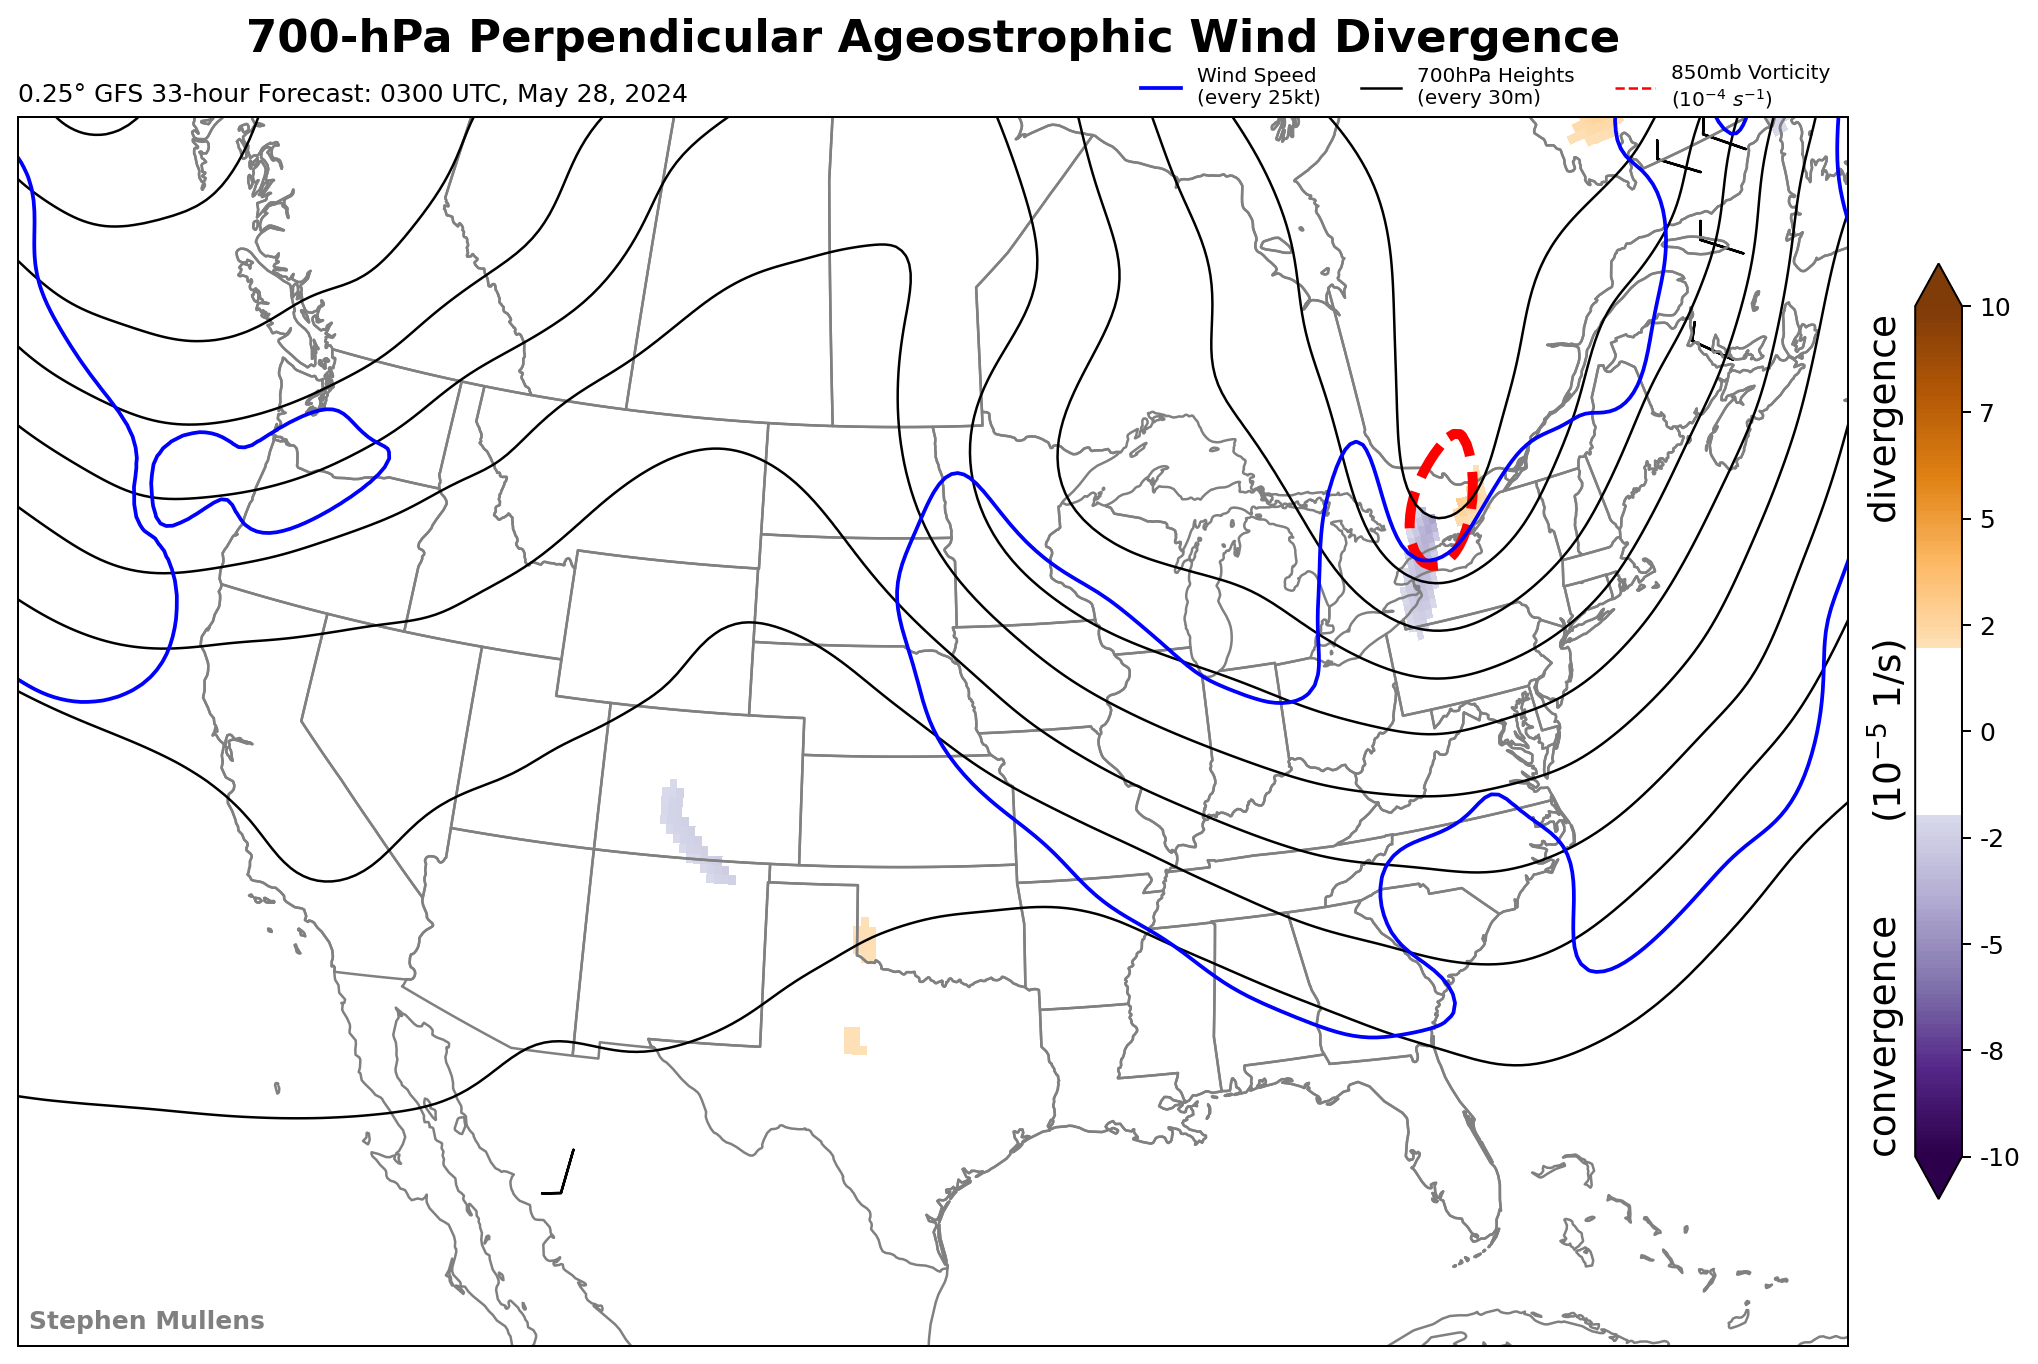 700-hPa Perpendicular Ageostrophic Wind Divergence
0.25° GFS 33-hour Forecast: 0300 UTC, May 28, 2024
Wind Speed
(every 25kt)
700hPa Heights
(every 30m)
850mb Vorticity
(10⁻⁴ s⁻¹)
10
7
5
2
0
-2
-5
-8
-10
convergence (10⁻⁵ 1/s) divergence
Stephen Mullens